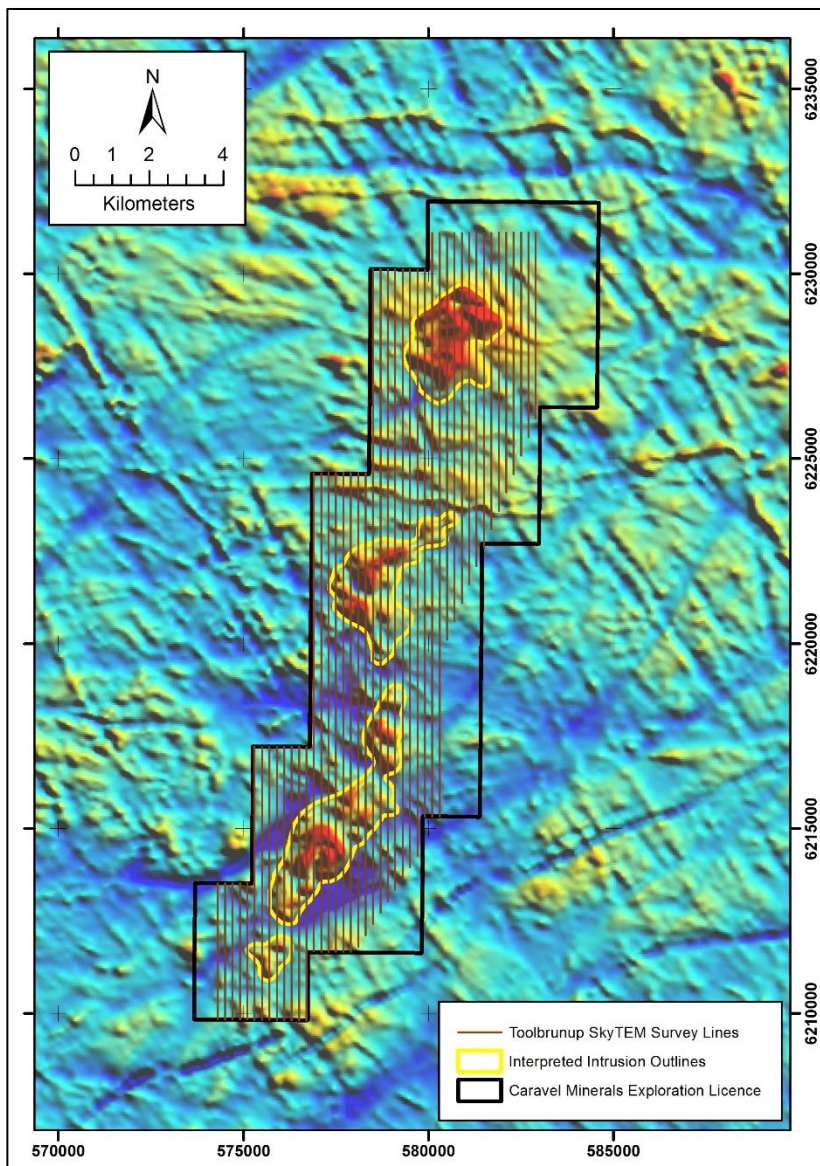 N
0 1 2 4
Kilometers
6235000
6230000
6225000
6220000
6215000
6210000
Toolbrunup SkyTEM Survey Lines
Interpreted Intrusion Outlines
Caravel Minerals Exploration Licence
570000 575000 580000 585000